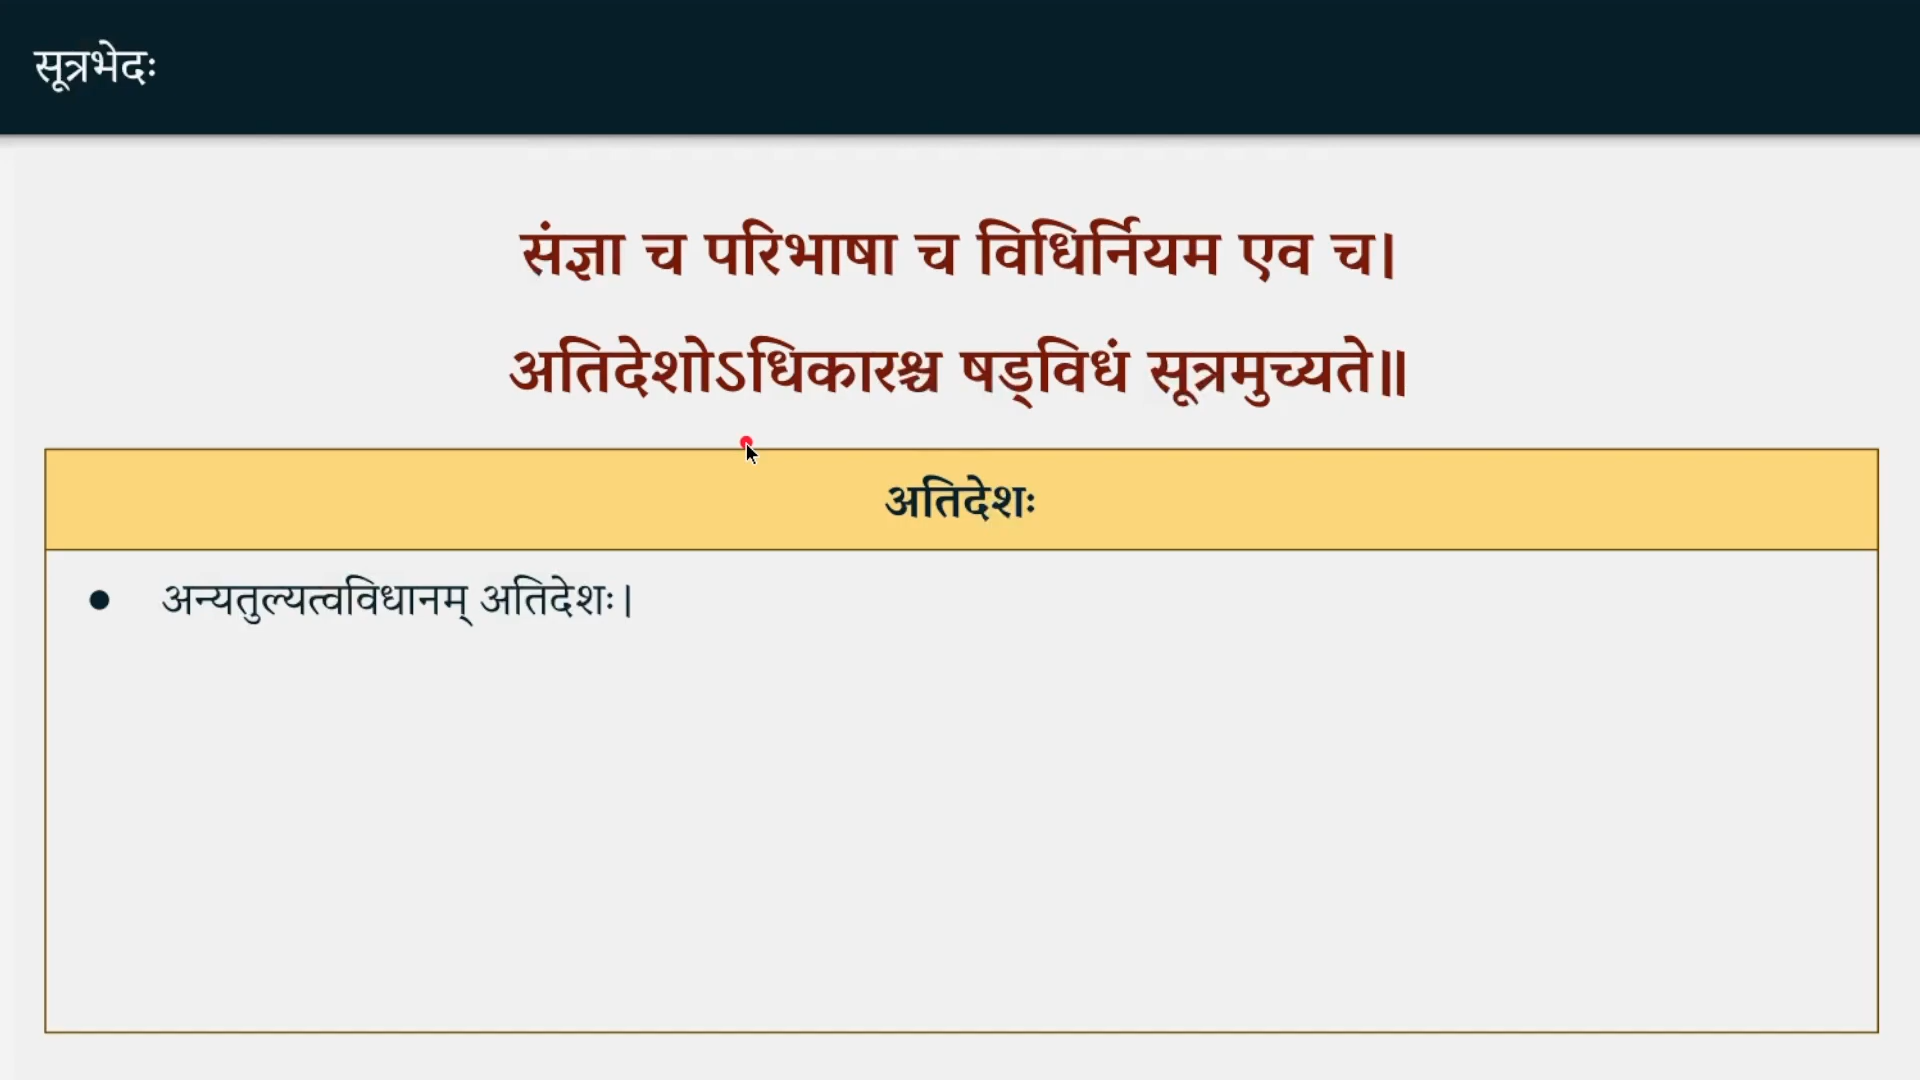 सूत्रभेदः
संज्ञा च परिभाषा च विधिर्नियम एव च।
अतिदेशोऽधिकारश्च षड्विधं सूत्रमुच्यते॥
अतिदेशः
● अन्यतुल्यत्वविधानम् अतिदेशः।